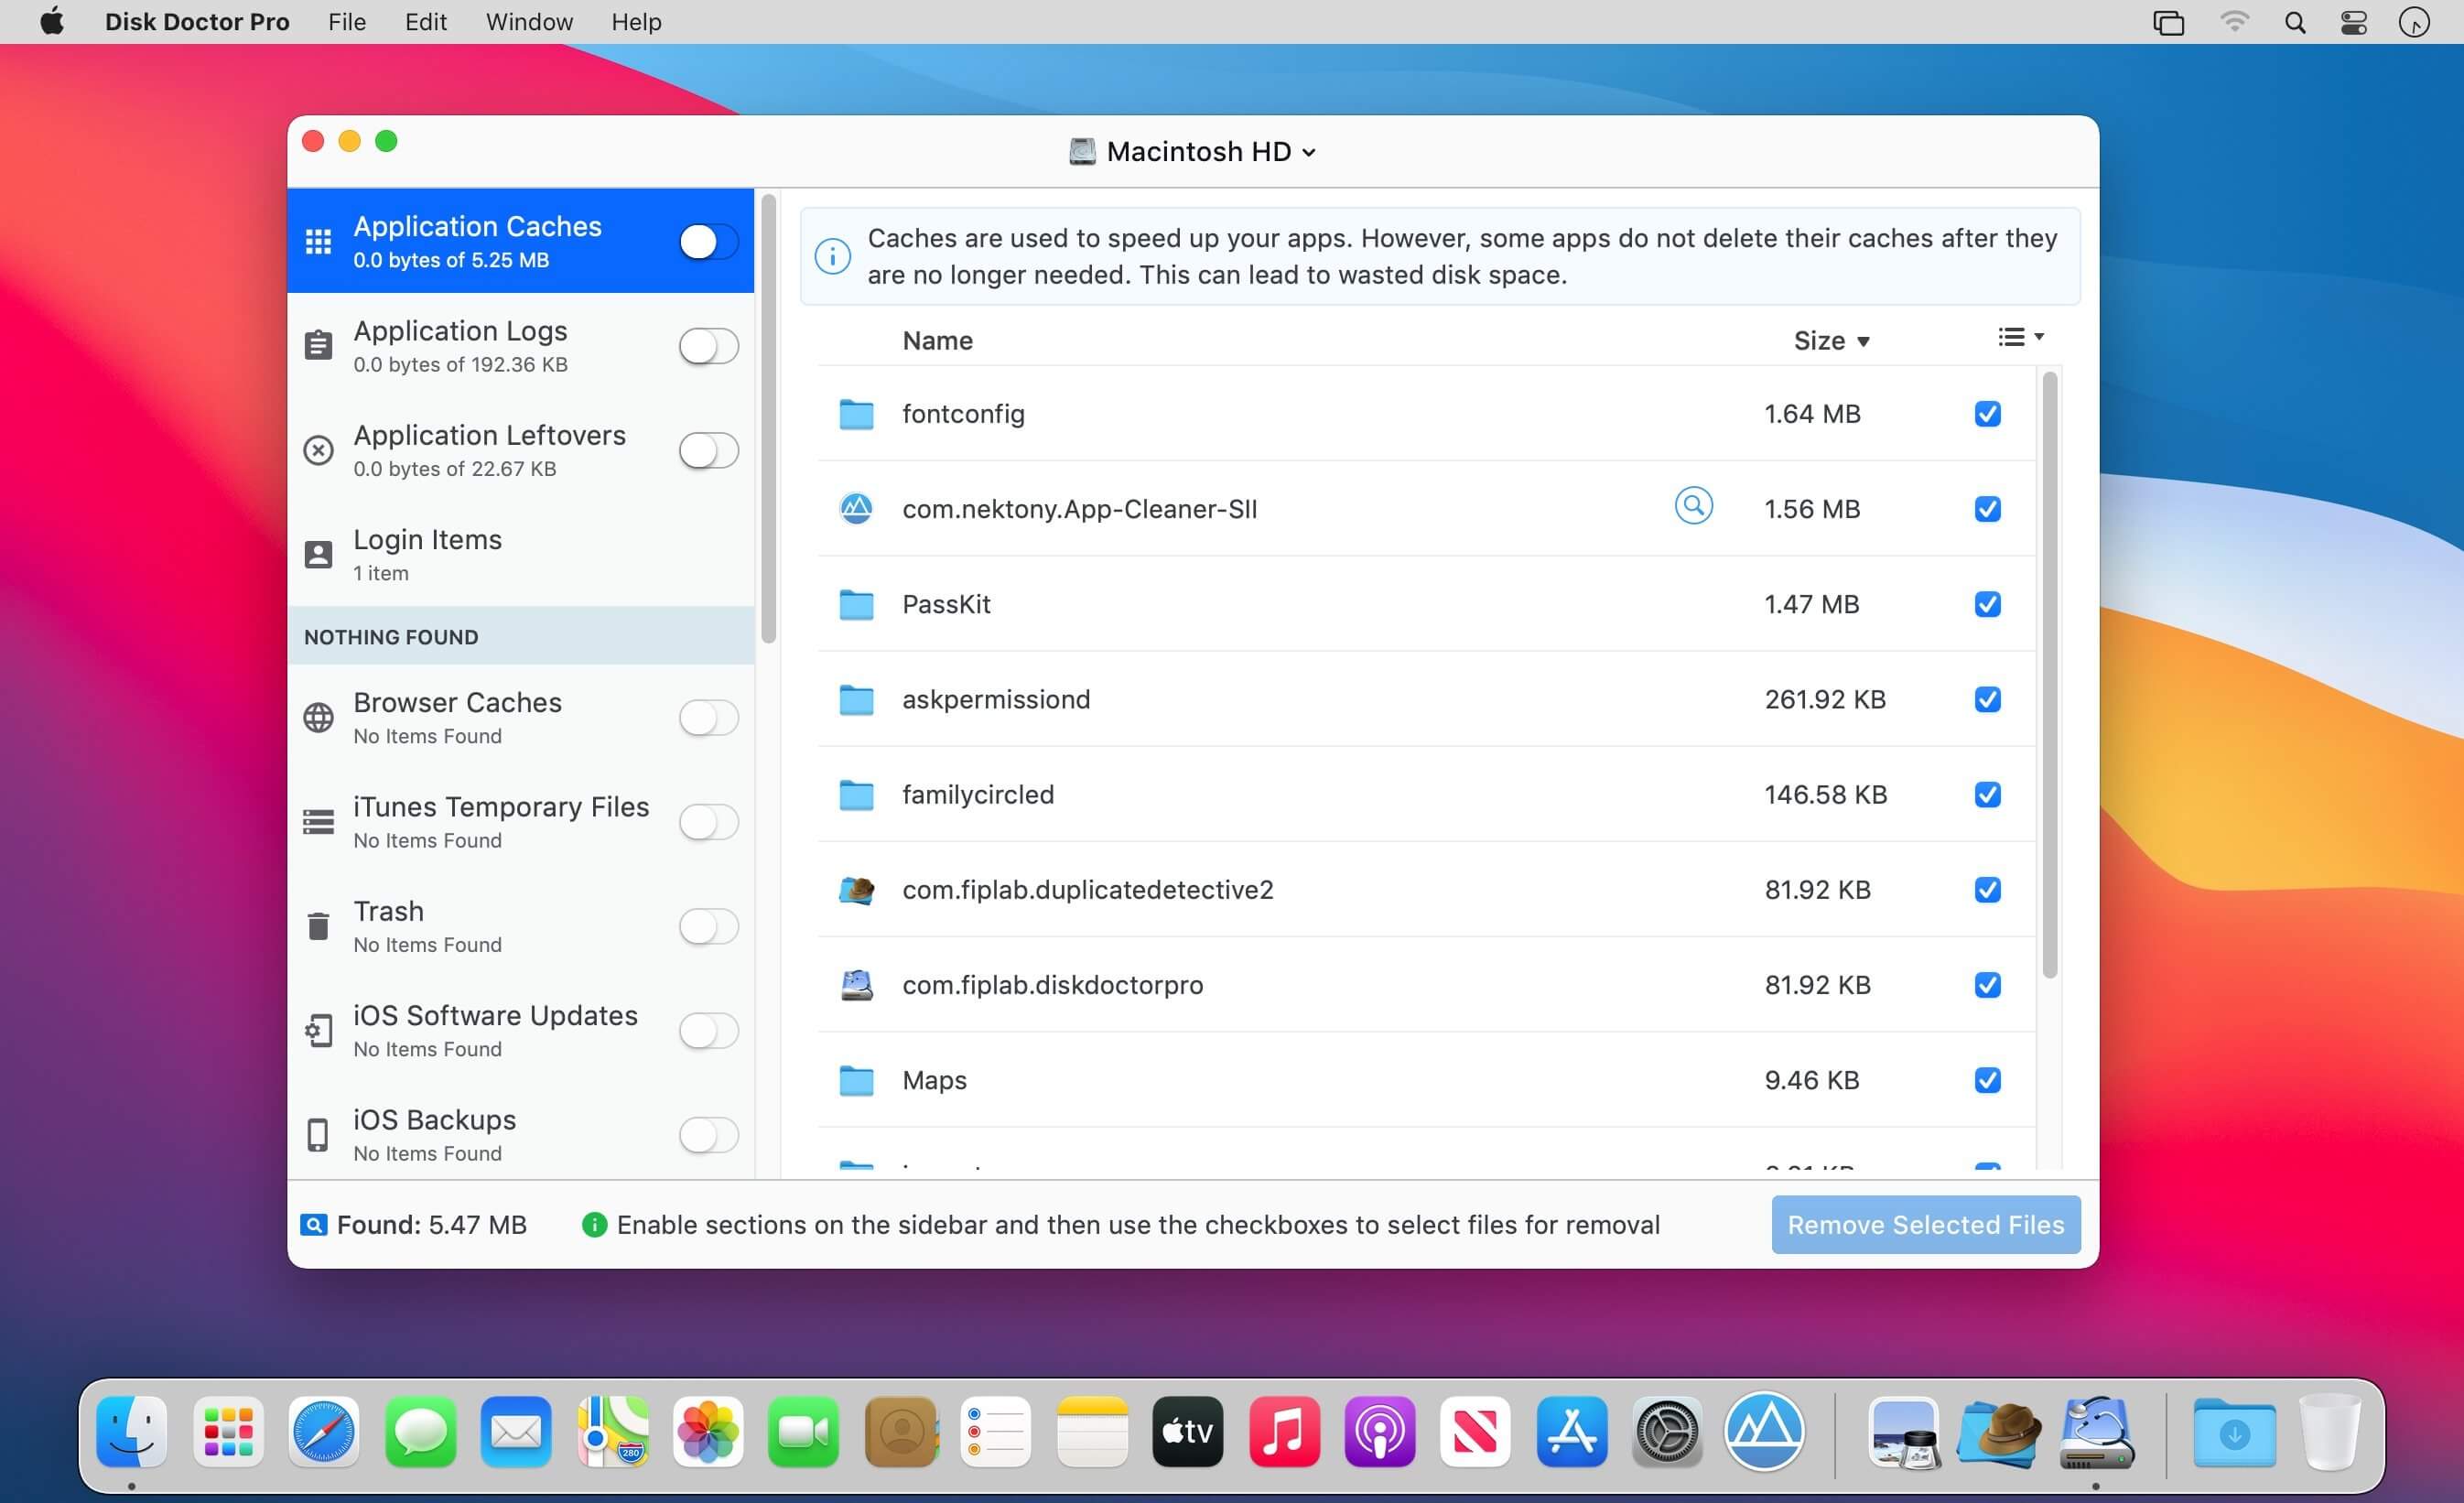 Disk Doctor Pro File Edit Window Help
Macintosh HD
Application Caches
0.0 bytes of 5.25 MB
Application Logs
0.0 bytes of 192.36 KB
Application Leftovers
0.0 bytes of 22.67 KB
Login Items
1 item
NOTHING FOUND
Browser Caches
No Items Found
iTunes Temporary Files
No Items Found
Trash
No Items Found
iOS Software Updates
No Items Found
iOS Backups
No Items Found
Caches are used to speed up your apps. However, some apps do not delete their caches after they
are no longer needed. This can lead to wasted disk space.
Name Size
fontconfig 1.64 MB
com.nektony.App-Cleaner-SII 1.56 MB
PassKit 1.47 MB
askpermissiond 261.92 KB
familycircled 146.58 KB
com.fiplab.duplicatedetective2 81.92 KB
com.fiplab.diskdoctorpro 81.92 KB
Maps 9.46 KB
Found: 5.47 MB
Enable sections on the sidebar and then use the checkboxes to select files for removal
Remove Selected Files
280
tv